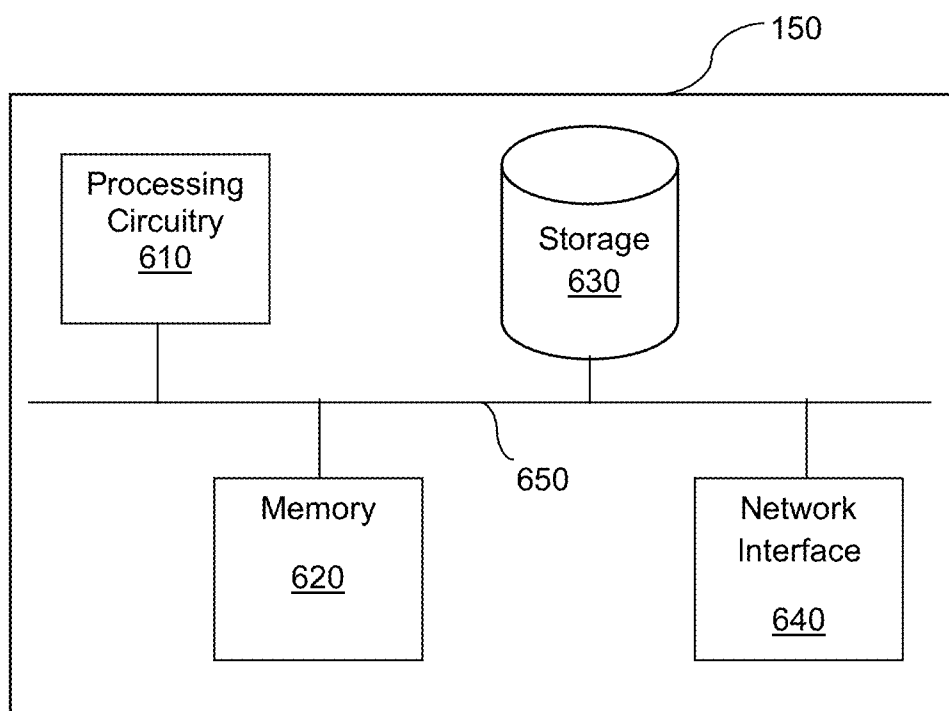 150
Processing
Circuitry
610
Storage
630
650
Memory
620
Network
Interface
640